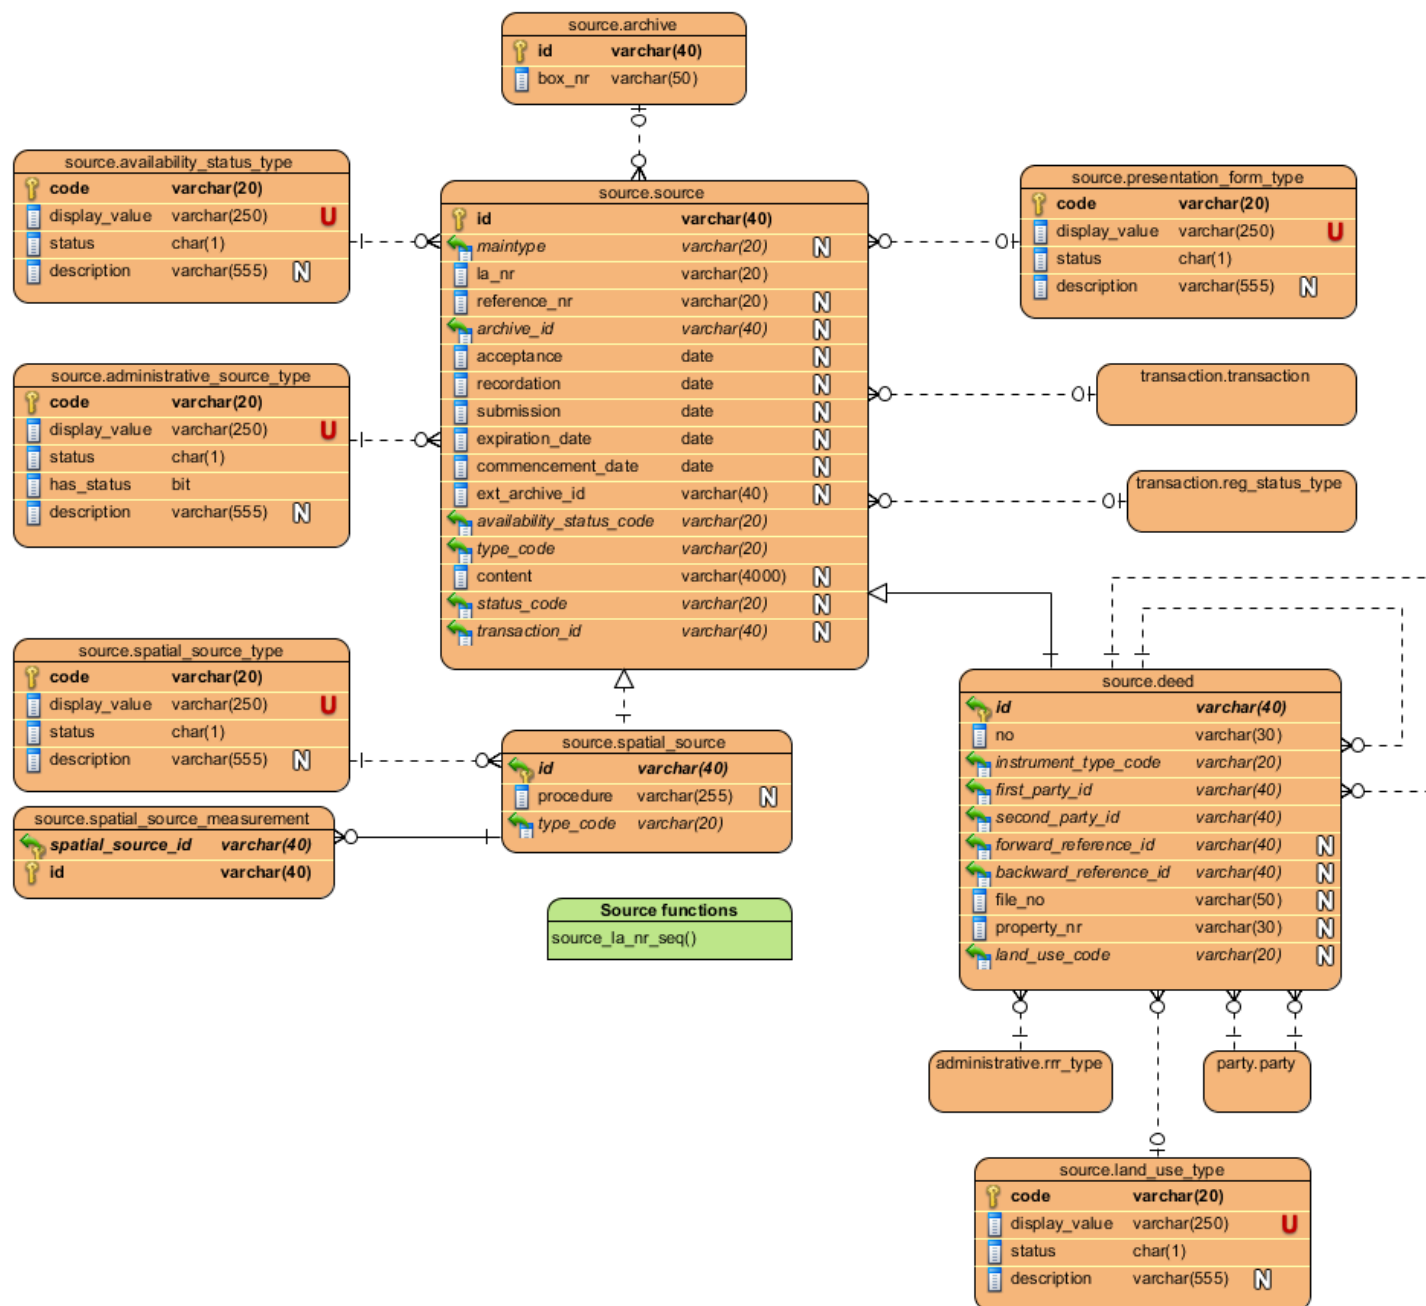 source.archive
id varchar(40)
box_nr varchar(50)
source.availability_status_type
code varchar(20)
display_value varchar(250) U
status char(1)
description varchar(555) N
source.source
id varchar(40)
maintype varchar(20) N
la_nr varchar(20)
reference_nr varchar(20) N
archive_id varchar(40) N
acceptance date N
recordation date N
submission date N
expiration_date date N
commencement_date date N
ext_archive_id varchar(40) N
availability_status_code varchar(20)
type_code varchar(20)
content varchar(4000) N
status_code varchar(20) N
transaction_id varchar(40) N
source.presentation_form_type
code varchar(20)
display_value varchar(250) U
status char(1)
description varchar(555) N
source.administrative_source_type
code varchar(20)
display_value varchar(250) U
status char(1)
has_status bit
description varchar(555) N
transaction.transaction
transaction.reg_status_type
source.spatial_source_type
code varchar(20)
display_value varchar(250) U
status char(1)
description varchar(555) N
source.spatial_source
id varchar(40)
procedure varchar(255) N
type_code varchar(20)
source.spatial_source_measurement
spatial_source_id varchar(40)
id varchar(40)
Source functions
source_la_nr_seq()
source.deed
id varchar(40)
no varchar(30)
instrument_type_code varchar(20)
first_party_id varchar(40)
second_party_id varchar(40)
forward_reference_id varchar(40) N
backward_reference_id varchar(40) N
file_no varchar(50) N
property_nr varchar(30) N
land_use_code varchar(20) N
administrative.rrr_type
party.party
source.land_use_type
code varchar(20)
display_value varchar(250) U
status char(1)
description varchar(555) N